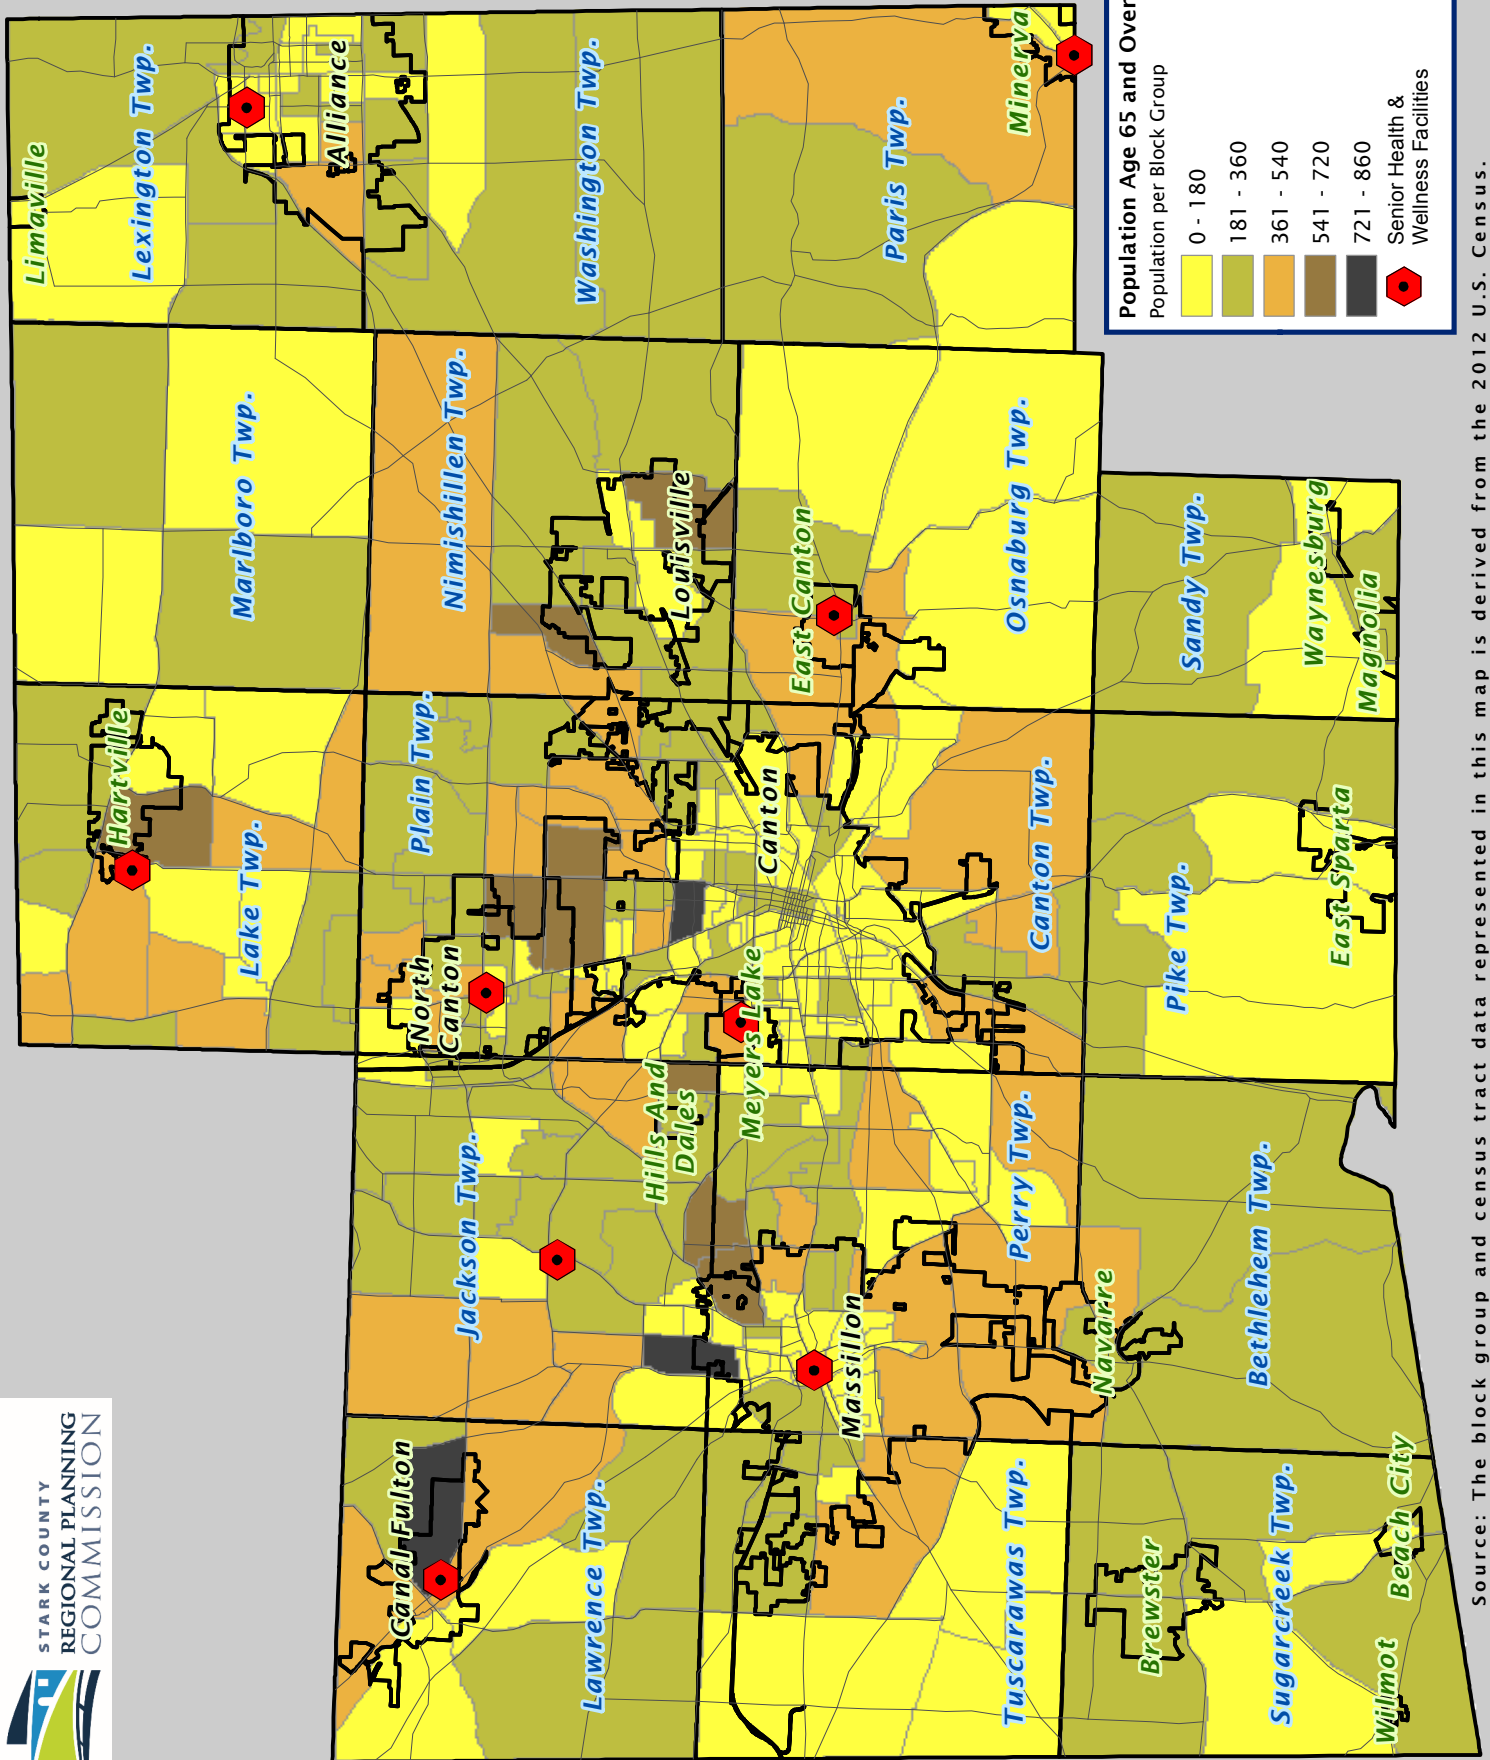 STARK COUNTY
REGIONAL PLANNING
COMMISSION
Limaville
Lexington Twp.
Alliance
Washington Twp.
Paris Twp.
Minerva
Marlboro Twp.
Nimishillen Twp.
Louisville
East Canton
Osnaburg Twp.
Sandy Twp.
Waynesburg
Magnolia
Hartville
Lake Twp.
Plain Twp.
North
Canton
Canton
Meyers Lake
Canton Twp.
Pike Twp.
East Sparta
Hills And
Dales
Jackson Twp.
Perry Twp.
Massillon
Navarre
Bethlehem Twp.
Canal Fulton
Lawrence Twp.
Tuscarawas Twp.
Brewster
Sugarcreek Twp.
Beach City
Wilmot
Population Age 65 and Over
Population per Block Group
0 - 180
181 - 360
361 - 540
541 - 720
721 - 860
Senior Health &
Wellness Facilities
Source: The block group and census tract data represented in this map is derived from the 2012 U.S. Census.